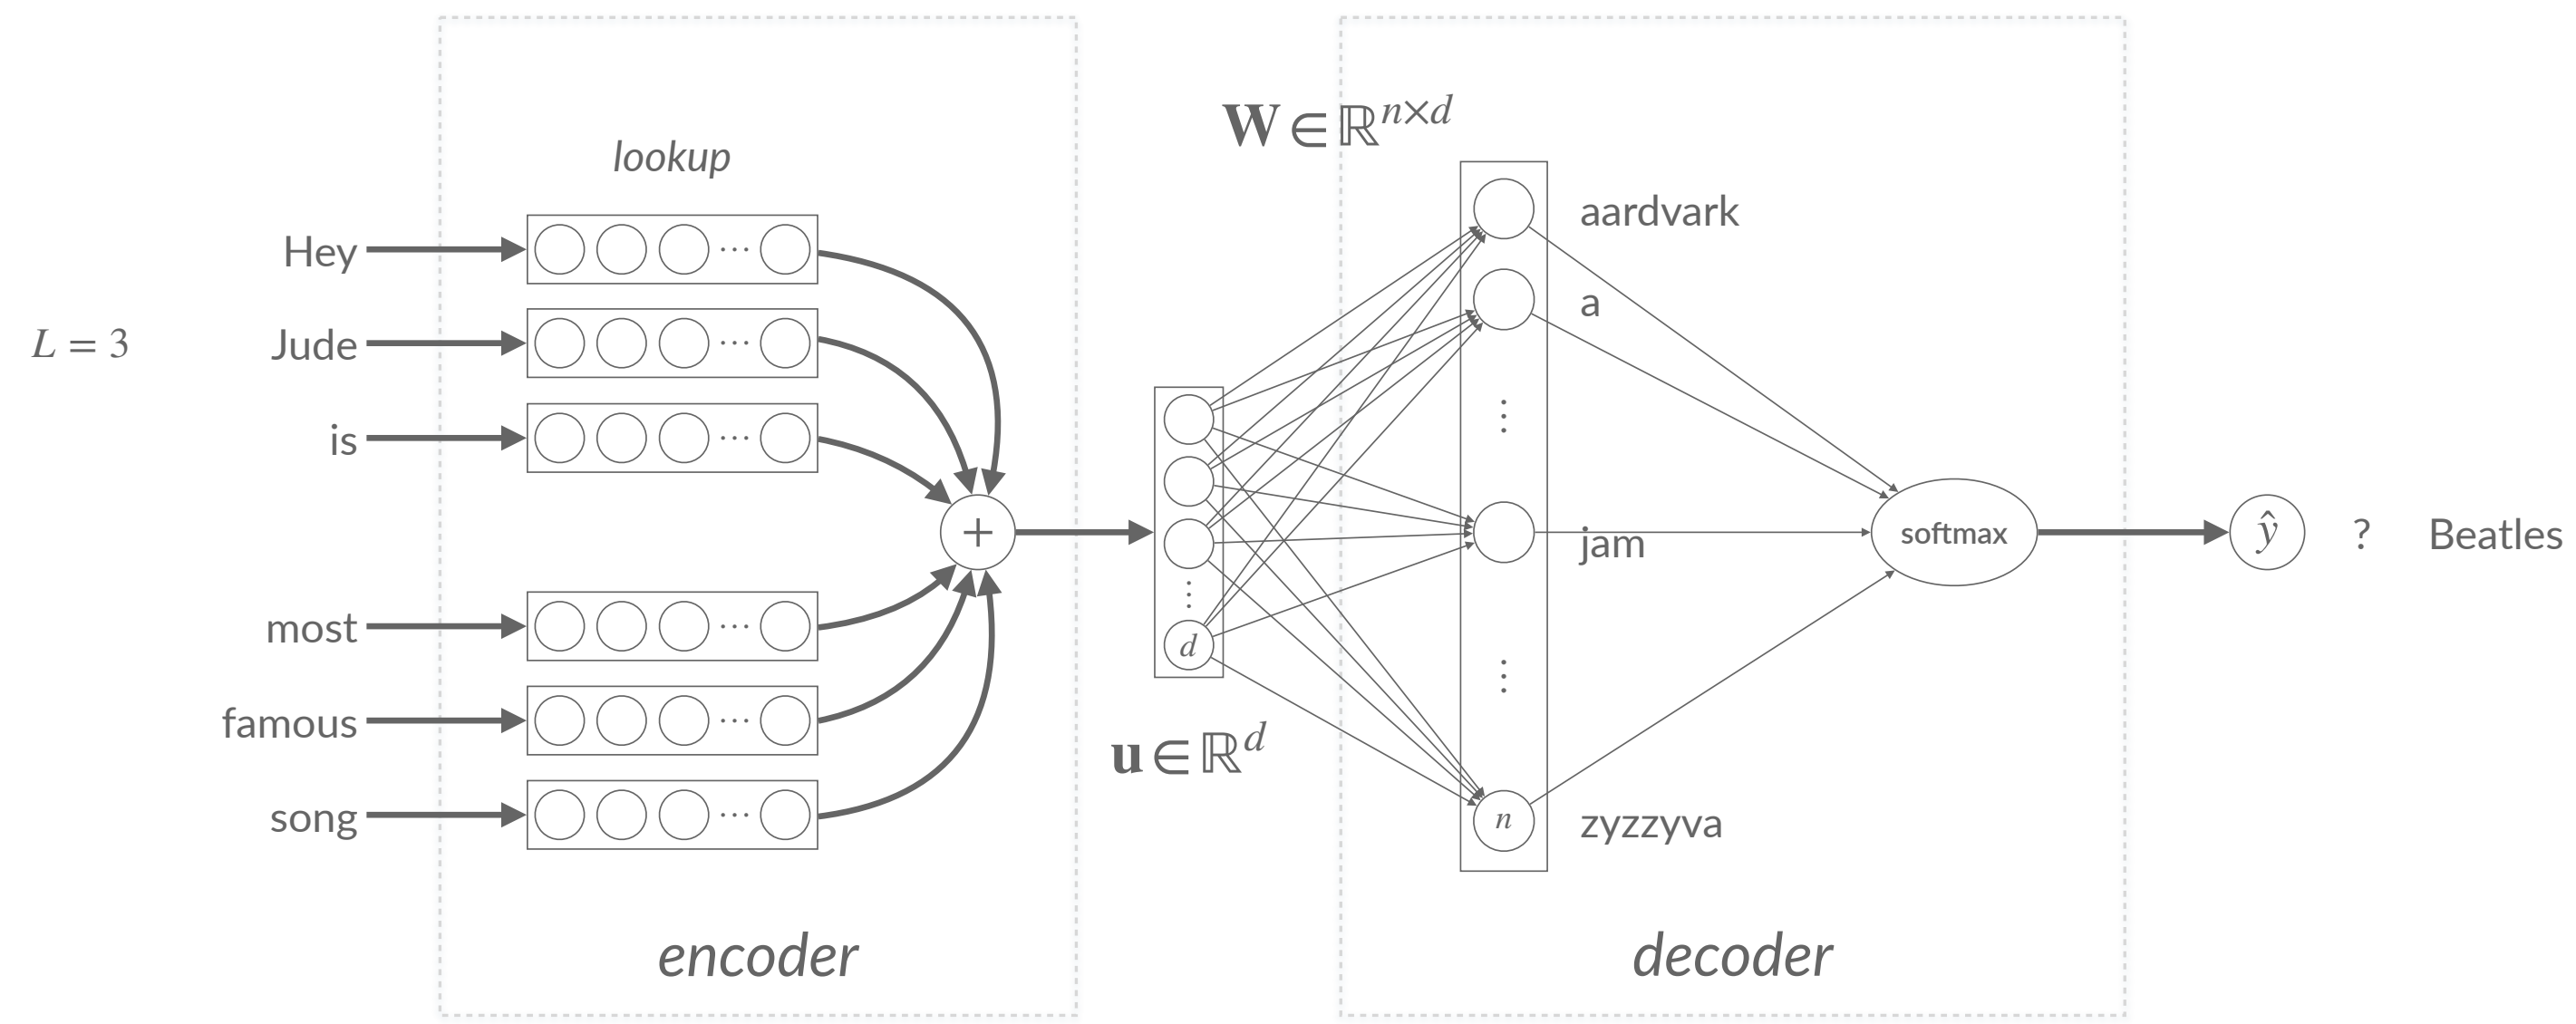 L = 3
Hey
Jude
is
most
famous
song
lookup
⋯
⋯
⋯
⋯
⋯
⋯
+
encoder
u ∈ ℝ^d
⋮
d
W ∈ ℝ^{n×d}
aardvark
a
⋮
jam
⋮
n
zyzzyva
softmax
decoder
ŷ ? Beatles